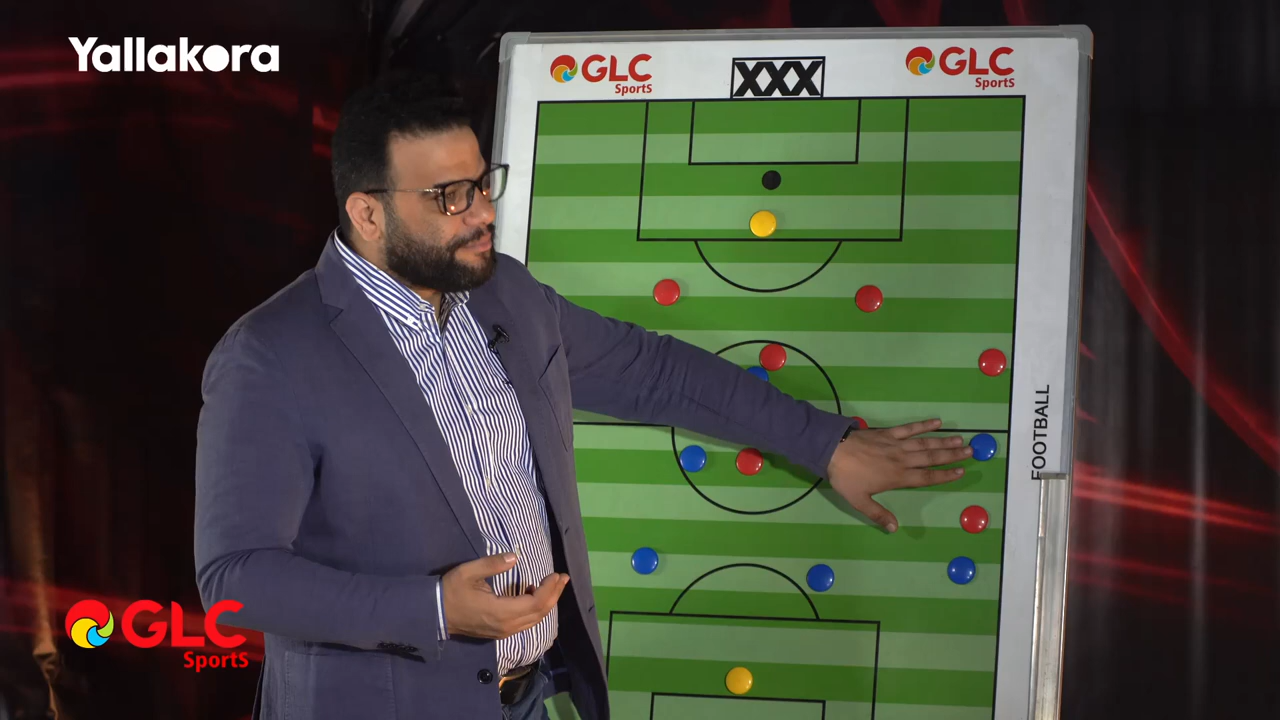 Yallakora
GLC
Sports
XXX
GLC
Sports
FOOTBALL
GLC
Sports